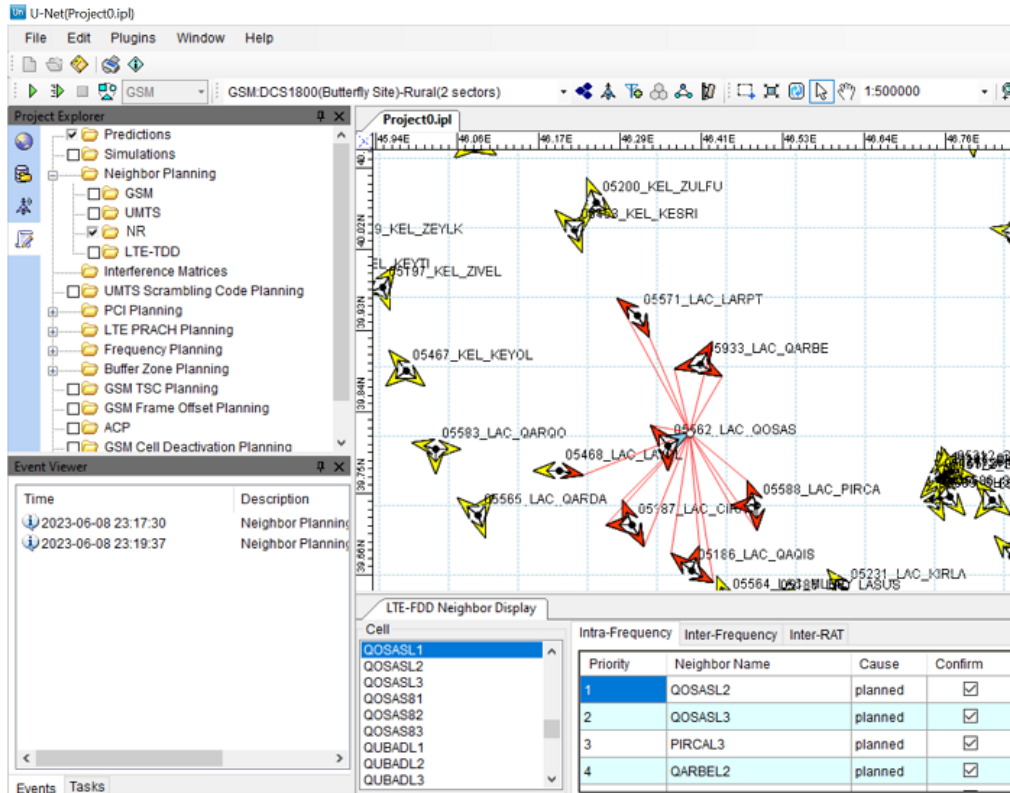 U-Net(Project0.ipl)
File Edit Plugins Window Help
GSM GSM:DCS1800(Butterfly Site)-Rural(2 sectors) 1:500000
Project Explorer
Predictions
Simulations
Neighbor Planning
GSM
UMTS
NR
LTE-TDD
Interference Matrices
UMTS Scrambling Code Planning
PCI Planning
LTE PRACH Planning
Frequency Planning
Buffer Zone Planning
GSM TSC Planning
GSM Frame Offset Planning
ACP
GSM Cell Deactivation Planning
Event Viewer
Time Description
2023-06-08 23:17:30 Neighbor Planning
2023-06-08 23:19:37 Neighbor Planning
Events Tasks
Project0.ipl
45.94E 46.06E 46.17E 46.29E 46.41E 46.53E 46.64E 46.76E
40.02N
39.93N
39.84N
39.75N
39.66N
05200_KEL_ZULFU
KEL_KESRI
9_KEL_ZEYLK
EL_KEYTI
05197_KEL_ZIVEL
05571_LAC_LARPT
5933_LAC_QARBE
05467_KEL_KEYOL
05562_LAC_QOSAS
05583_LAC_QARQO
05468_LAC
05588_LAC_PIRCA
05565_LAC_QARDA
05186_LAC_QAQIS
05231_LAC_KIRLA
05564
LASUS
LTE-FDD Neighbor Display
Cell
QOSASL1
QOSASL2
QOSASL3
QOSAS81
QOSAS82
QOSAS83
QUBADL1
QUBADL2
QUBADL3
Intra-Frequency Inter-Frequency Inter-RAT
Priority Neighbor Name Cause Confirm
1 QOSASL2 planned
2 QOSASL3 planned
3 PIRCAL3 planned
4 QARBEL2 planned